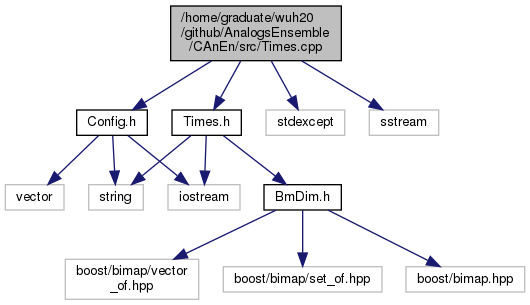 /home/graduate/wuh20
/github/AnalogsEnsemble
/CAnEn/src/Times.cpp
Config.h
Times.h
stdexcept
sstream
vector
string
iostream
BmDim.h
boost/bimap/vector
_of.hpp
boost/bimap/set_of.hpp
boost/bimap.hpp